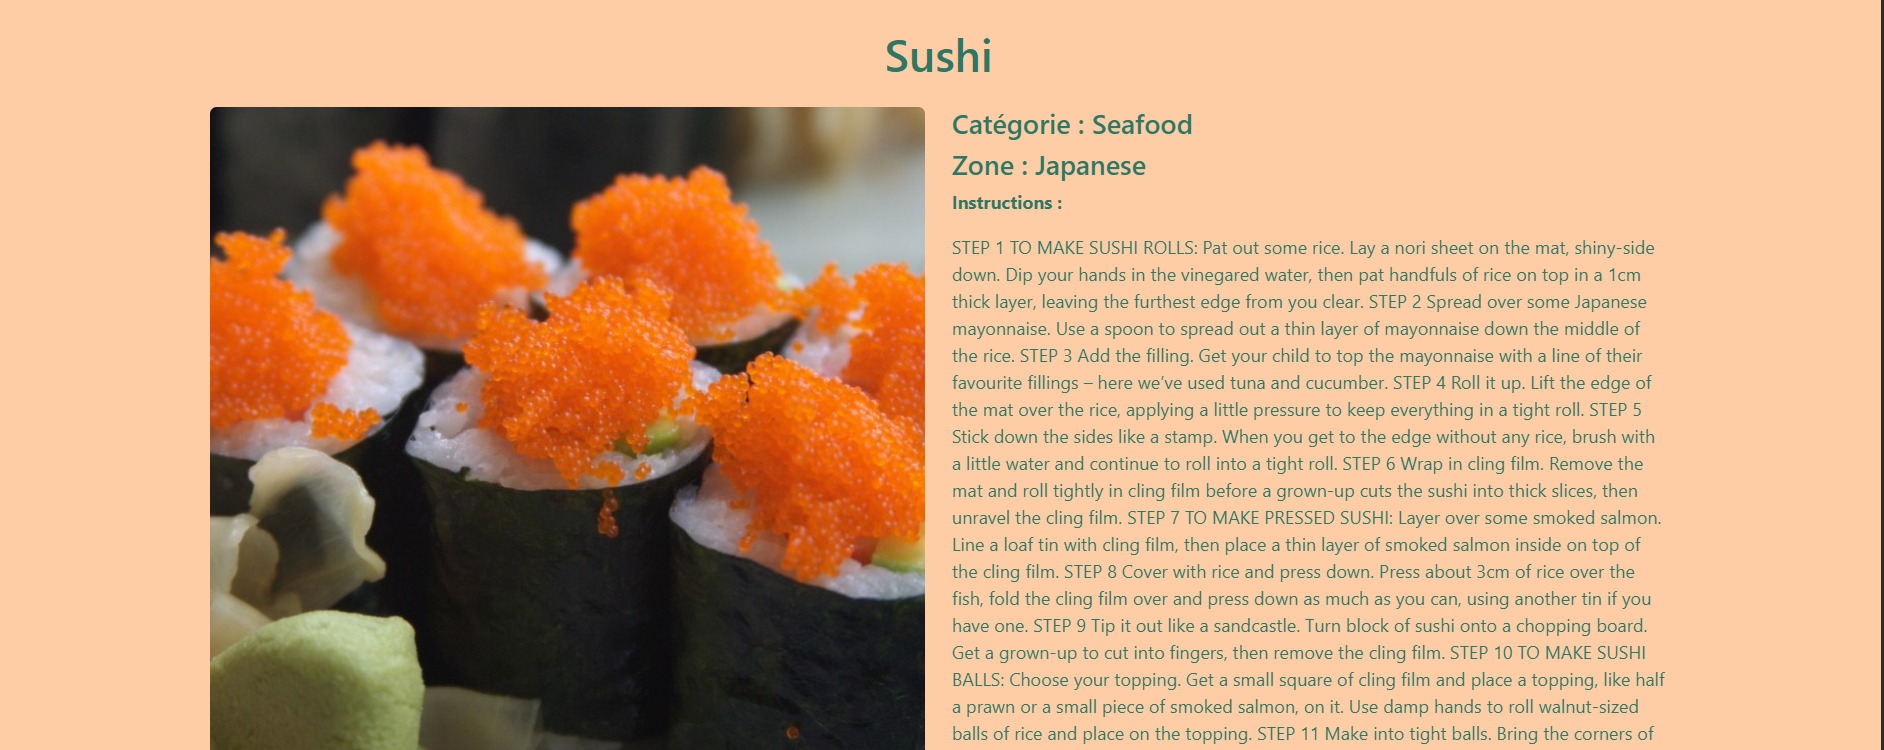 Sushi
Catégorie : Seafood
Zone : Japanese
Instructions :
STEP 1 TO MAKE SUSHI ROLLS: Pat out some rice. Lay a nori sheet on the mat, shiny-side
down. Dip your hands in the vinegared water, then pat handfuls of rice on top in a 1cm
thick layer, leaving the furthest edge from you clear. STEP 2 Spread over some Japanese
mayonnaise. Use a spoon to spread out a thin layer of mayonnaise down the middle of
the rice. STEP 3 Add the filling. Get your child to top the mayonnaise with a line of their
favourite fillings – here we’ve used tuna and cucumber. STEP 4 Roll it up. Lift the edge of
the mat over the rice, applying a little pressure to keep everything in a tight roll. STEP 5
Stick down the sides like a stamp. When you get to the edge without any rice, brush with
a little water and continue to roll into a tight roll. STEP 6 Wrap in cling film. Remove the
mat and roll tightly in cling film before a grown-up cuts the sushi into thick slices, then
unravel the cling film. STEP 7 TO MAKE PRESSED SUSHI: Layer over some smoked salmon.
Line a loaf tin with cling film, then place a thin layer of smoked salmon inside on top of
the cling film. STEP 8 Cover with rice and press down. Press about 3cm of rice over the
fish, fold the cling film over and press down as much as you can, using another tin if you
have one. STEP 9 Tip it out like a sandcastle. Turn block of sushi onto a chopping board.
Get a grown-up to cut into fingers, then remove the cling film. STEP 10 TO MAKE SUSHI
BALLS: Choose your topping. Get a small square of cling film and place a topping, like half
a prawn or a small piece of smoked salmon, on it. Use damp hands to roll walnut-sized
balls of rice and place on the topping. STEP 11 Make into tight balls. Bring the corners of